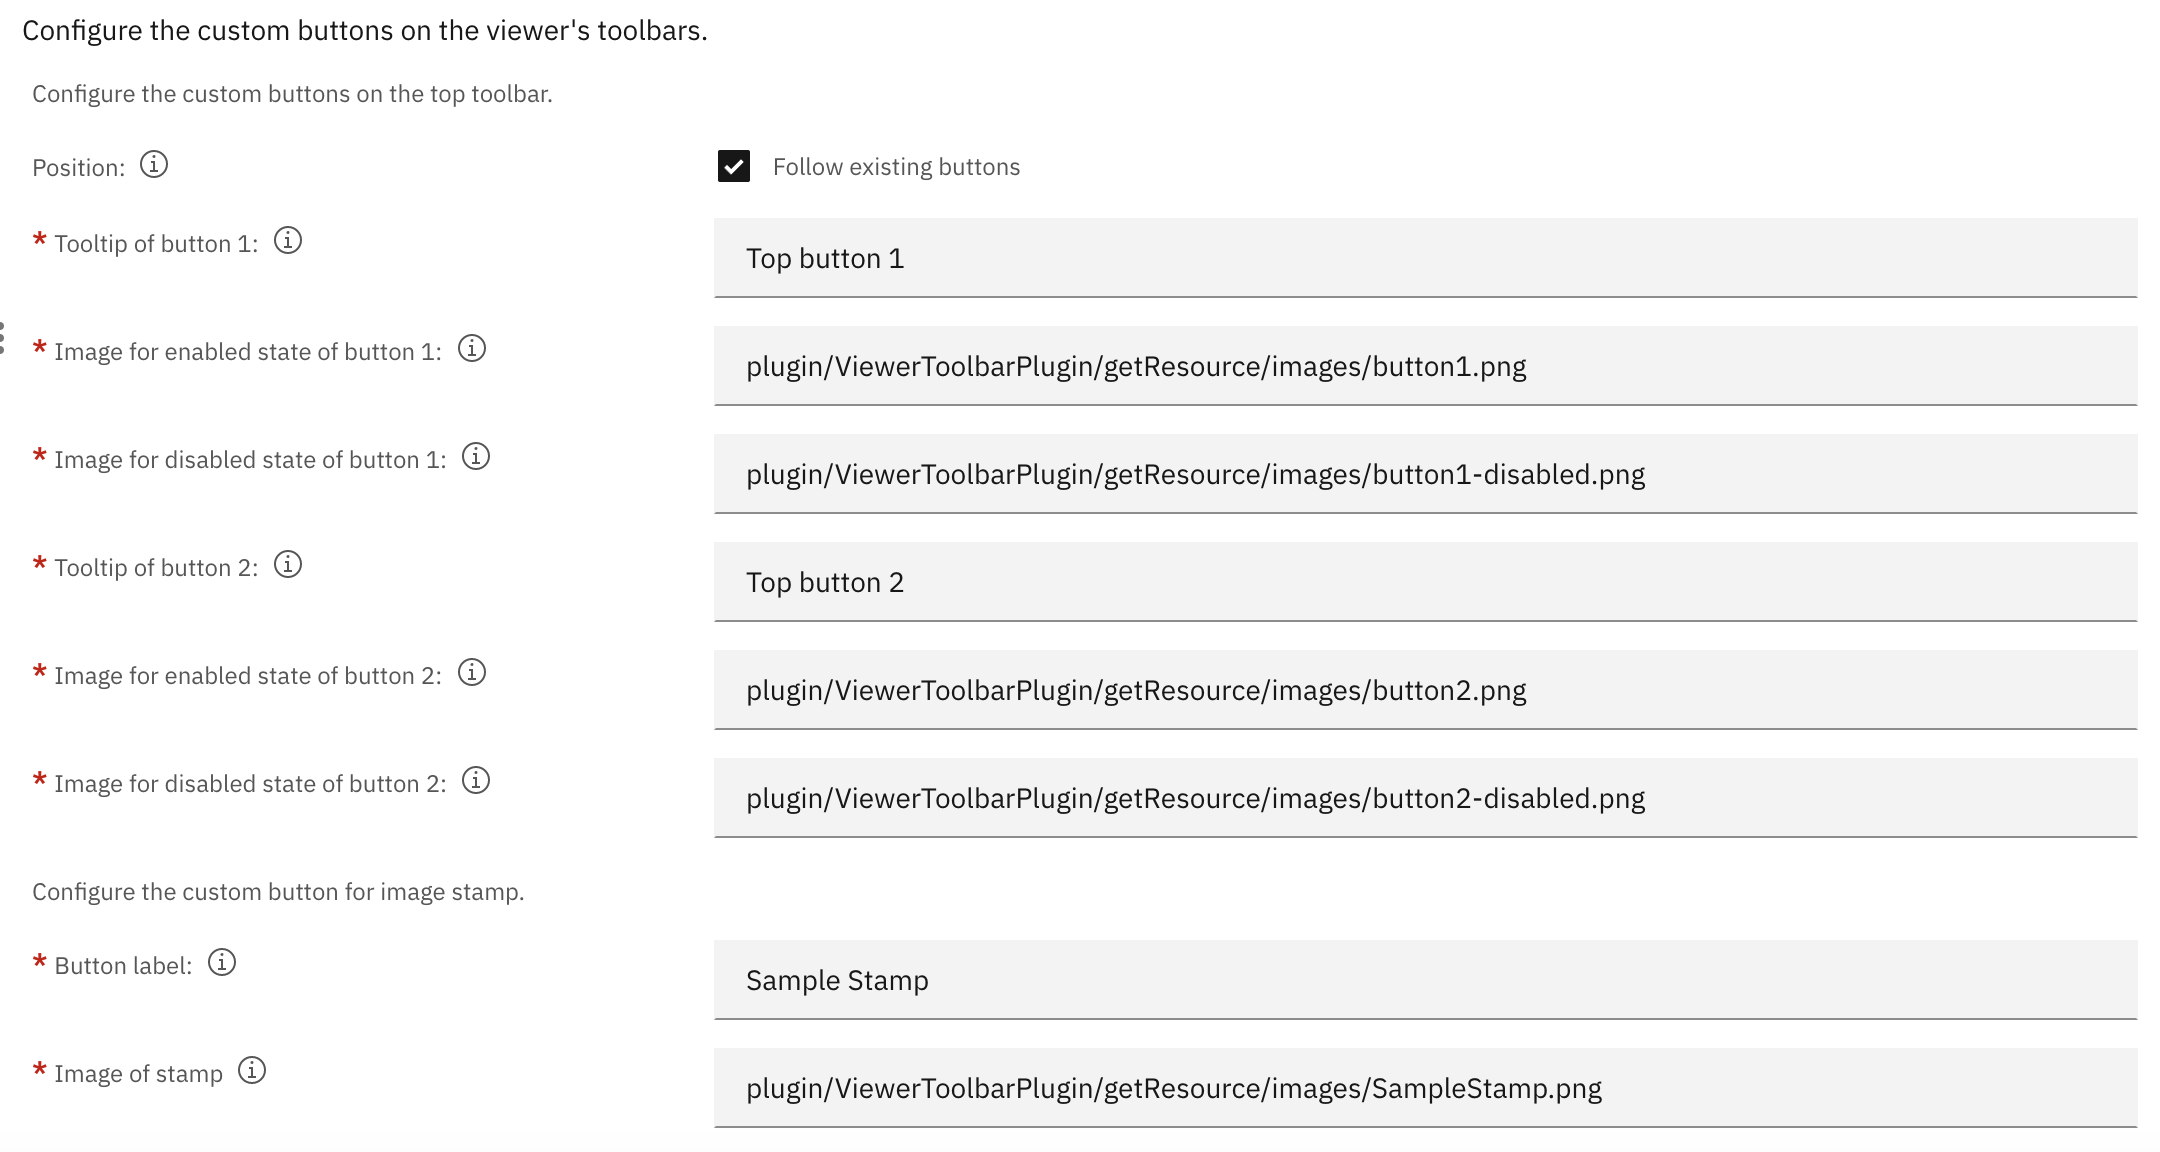 Configure the custom buttons on the viewer's toolbars.
Configure the custom buttons on the top toolbar.
Position:
Follow existing buttons
* Tooltip of button 1:
Top button 1
* Image for enabled state of button 1:
plugin/ViewerToolbarPlugin/getResource/images/button1.png
* Image for disabled state of button 1:
plugin/ViewerToolbarPlugin/getResource/images/button1-disabled.png
* Tooltip of button 2:
Top button 2
* Image for enabled state of button 2:
plugin/ViewerToolbarPlugin/getResource/images/button2.png
* Image for disabled state of button 2:
plugin/ViewerToolbarPlugin/getResource/images/button2-disabled.png
Configure the custom button for image stamp.
* Button label:
Sample Stamp
* Image of stamp
plugin/ViewerToolbarPlugin/getResource/images/SampleStamp.png